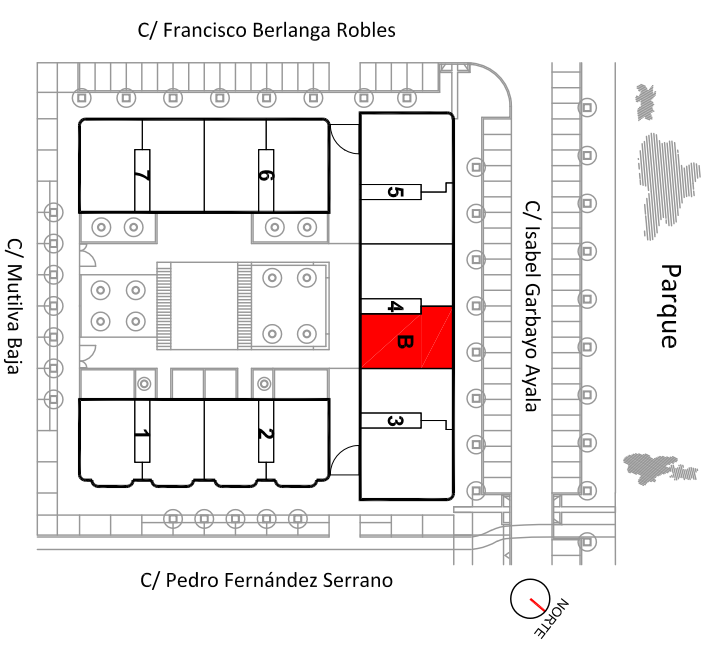 C/ Francisco Berlanga Robles
7
6
5
C/ Mutilva Baja
C/ Isabel Garbayo Ayala
Parque
4
B
3
1
2
C/ Pedro Fernández Serrano
NORTE